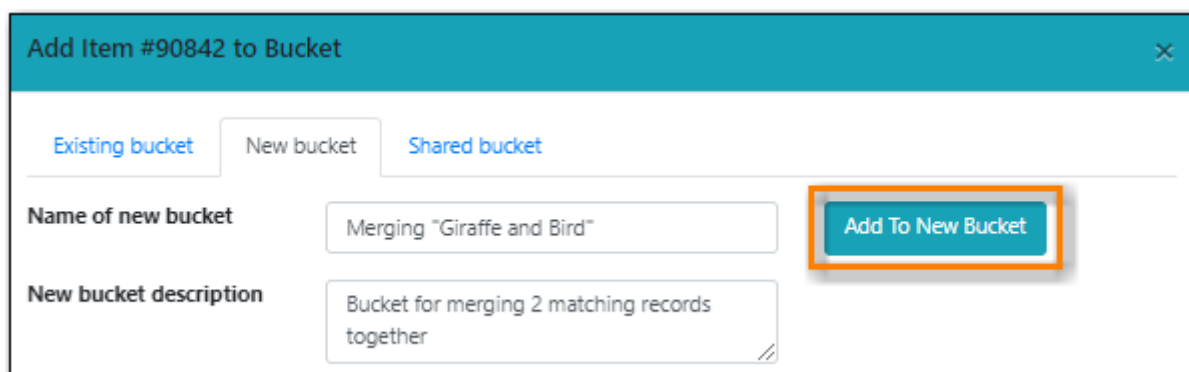 Add Item #90842 to Bucket ×
Existing bucket New bucket Shared bucket
Name of new bucket Merging "Giraffe and Bird" Add To New Bucket
New bucket description Bucket for merging 2 matching records
together